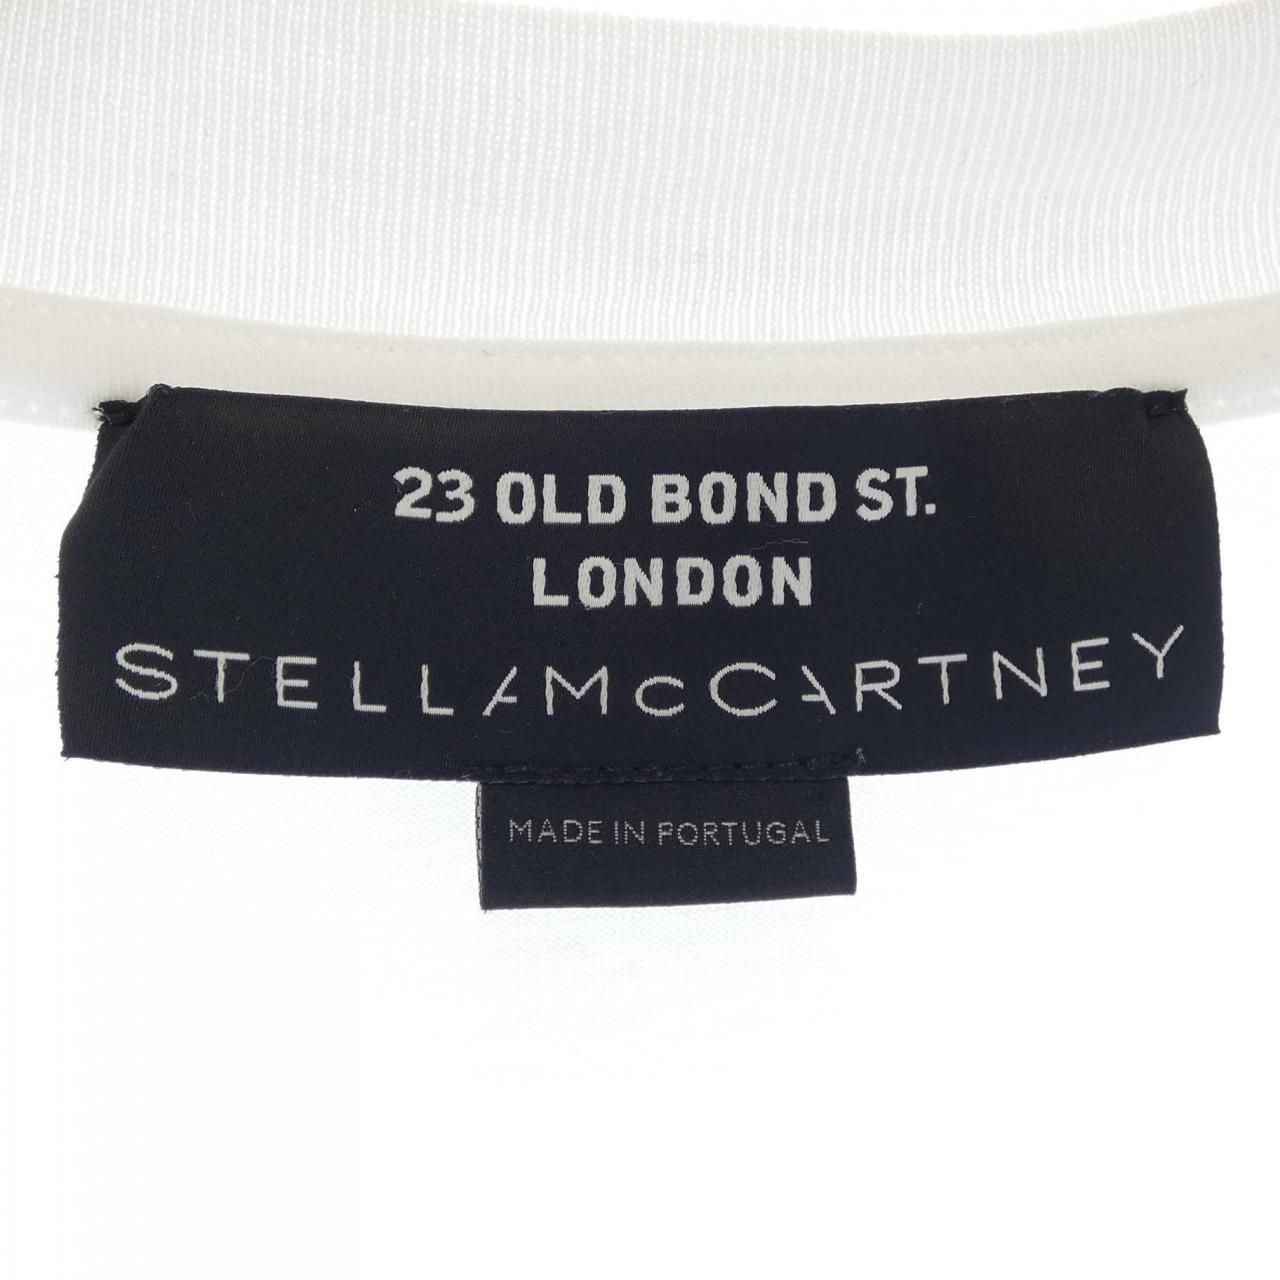 23 OLD BOND ST.
LONDON
STELLAMcCARTNEY
MADE IN PORTUGAL